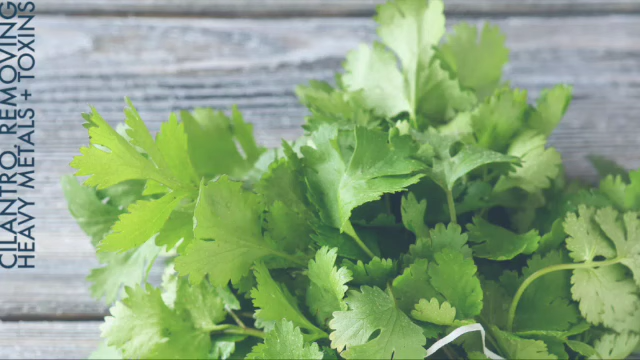 CILANTRO, REMOVING
HEAVY METALS + TOXINS